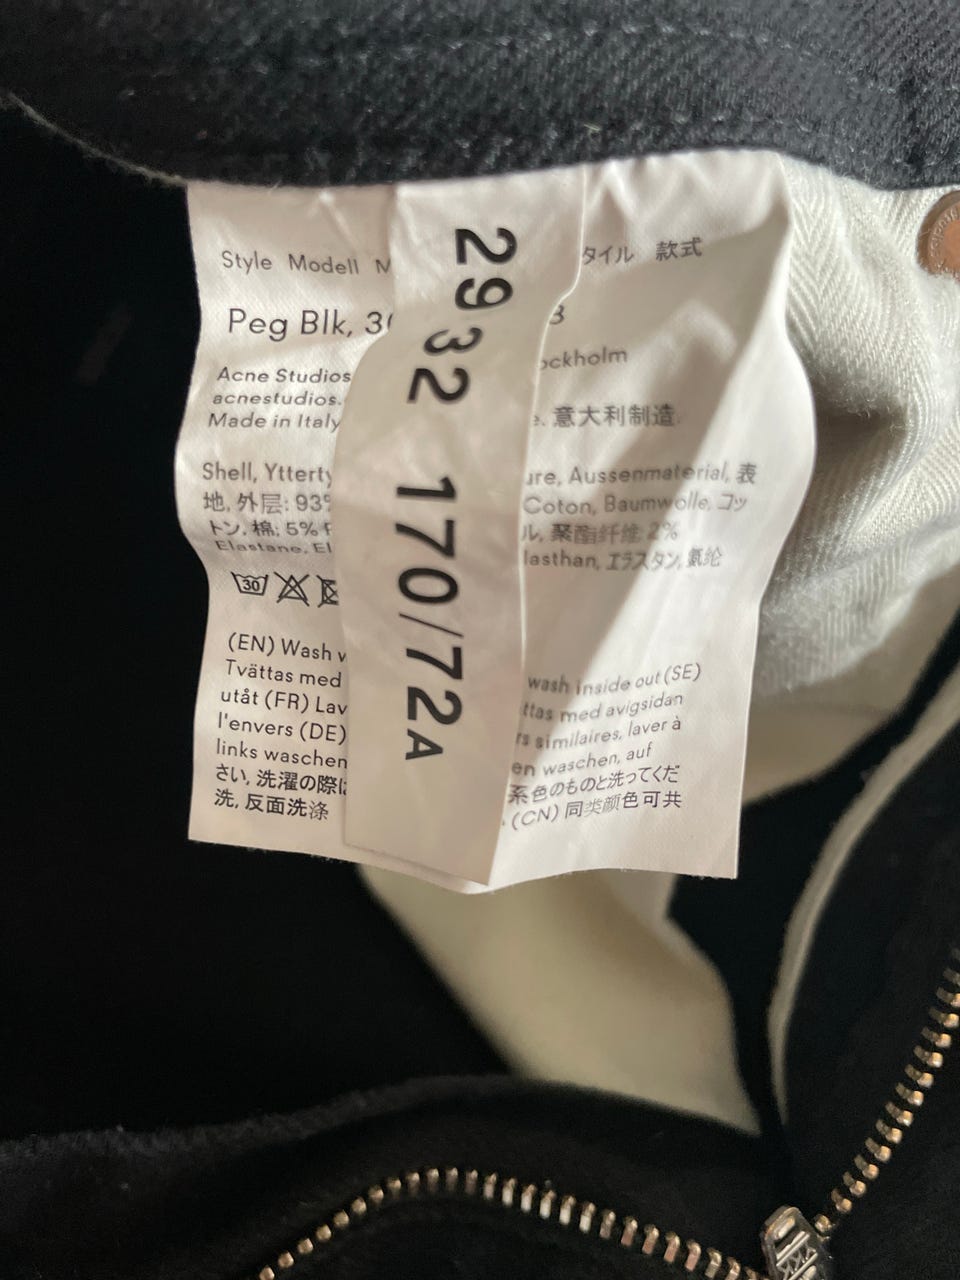 Style Modell
タイル 款式
Peg Blk,
Acne Studios
ockholm
acnestudios.
Made in Italy
意大利制造
Shell, Ytterty
ure, Aussenmaterial, 表
地, 外层: 93%
Coton, Baumwolle, コッ
トン, 棉; 5%
ル, 聚酯纤维; 2%
Elastane, El
lasthan, エラスタン, 氨纶
30
(EN) Wash w
wash inside out (SE)
Tvättas med
ttas med avigsidan
utåt (FR) Lav
rs similaires, laver à
l'envers (DE)
en waschen, auf
links waschen
系色のものと洗ってくだ
さい, 洗濯の際に
(CN) 同类颜色可共
洗, 反面洗涤
29 32 170/72A
YKK